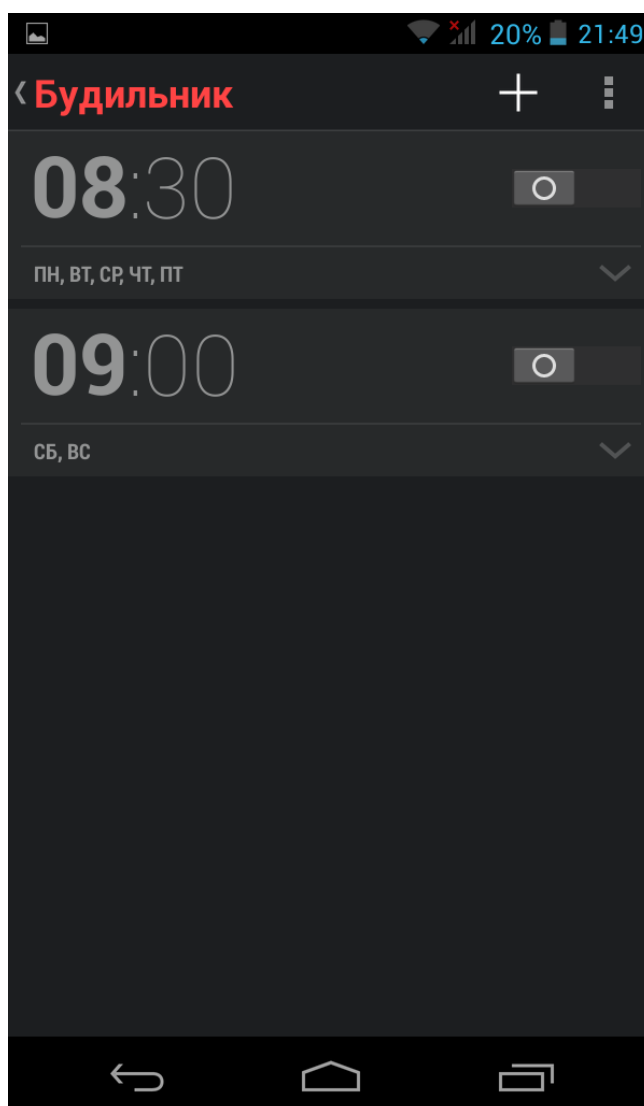 20% 21:49
Будильник
08:30
ПН, ВТ, СР, ЧТ, ПТ
09:00
СБ, ВС